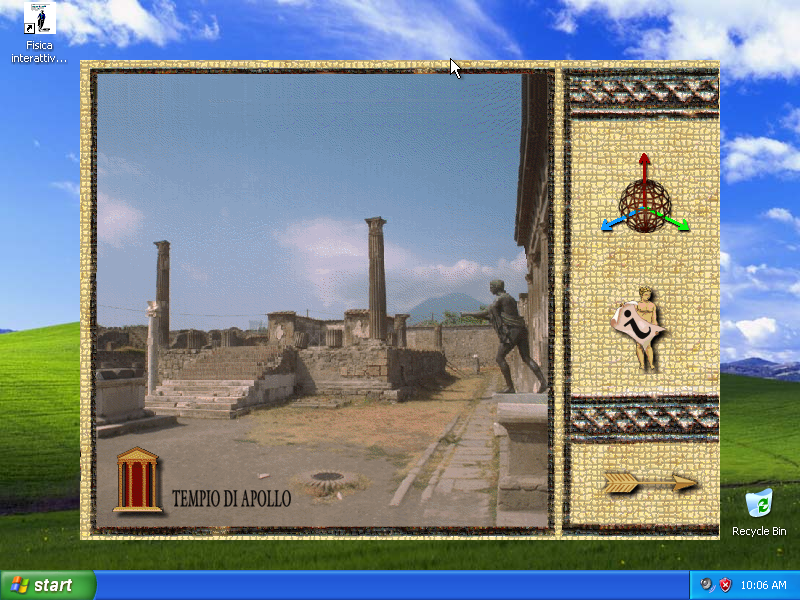 Fisica
interattiv...
TEMPIO DI APOLLO
Recycle Bin
start
10:06 AM